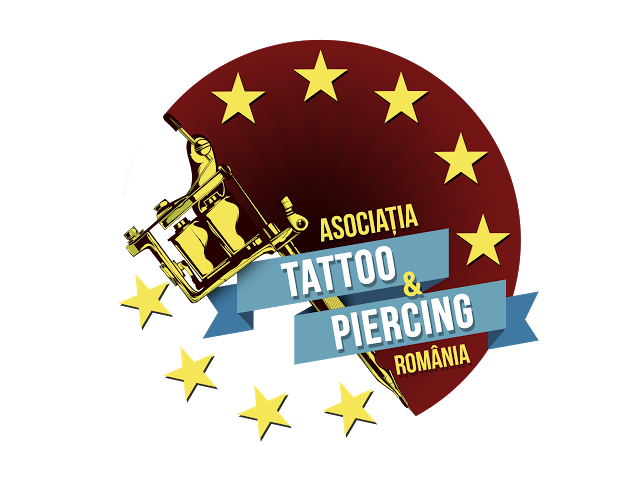 ASOCIAȚIA
TATTOO
&
PIERCING
ROMÂNIA